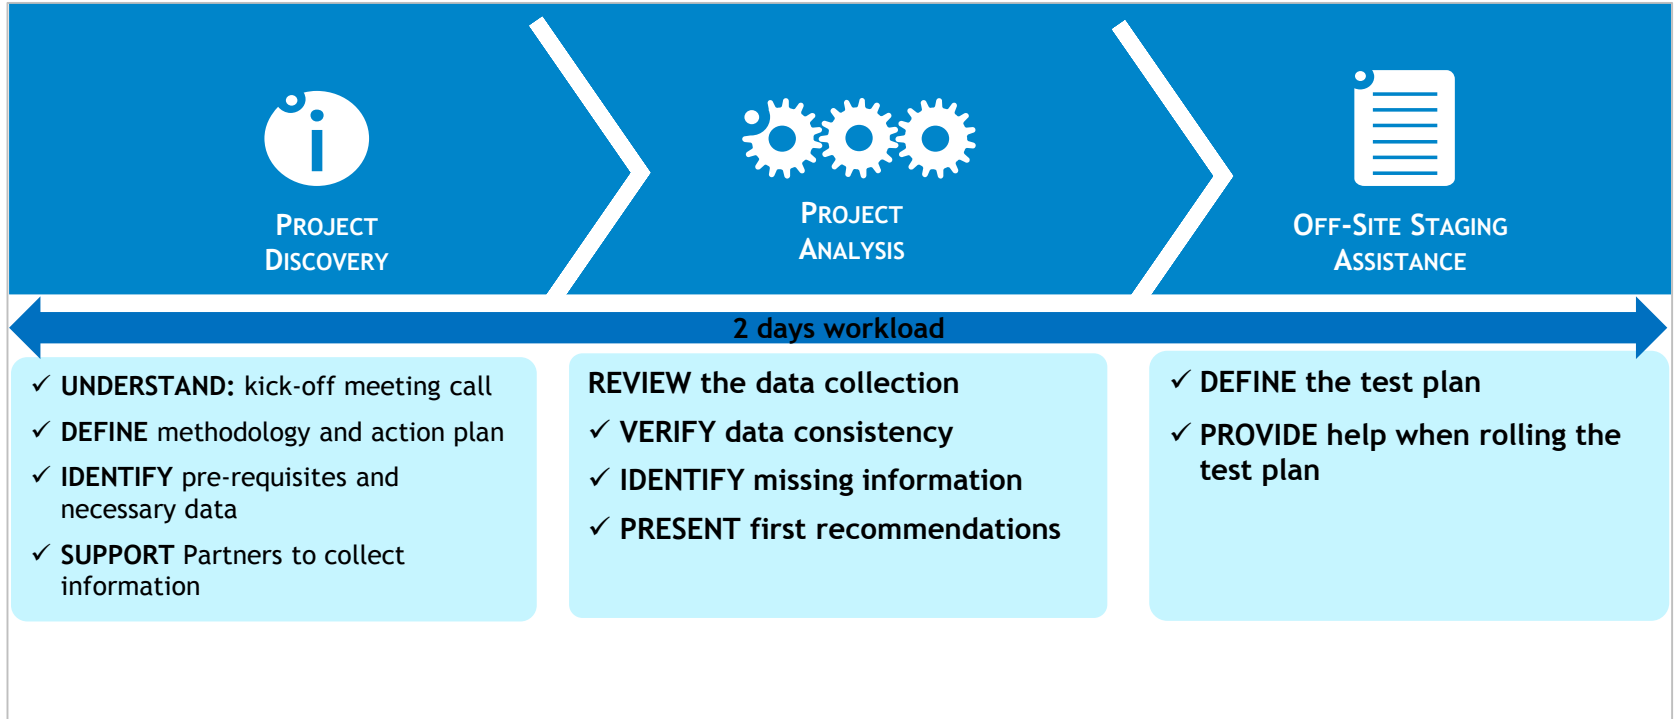 PROJECT
DISCOVERY
PROJECT
ANALYSIS
OFF-SITE STAGING
ASSISTANCE
2 days workload
✓ UNDERSTAND: kick-off meeting call
✓ DEFINE methodology and action plan
✓ IDENTIFY pre-requisites and
necessary data
✓ SUPPORT Partners to collect
information
REVIEW the data collection
✓ VERIFY data consistency
✓ IDENTIFY missing information
✓ PRESENT first recommendations
✓ DEFINE the test plan
✓ PROVIDE help when rolling the
test plan